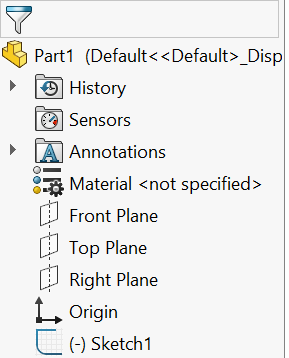 Part1 (Default<<Default>_Disp
History
Sensors
Annotations
Material <not specified>
Front Plane
Top Plane
Right Plane
Origin
(-) Sketch1